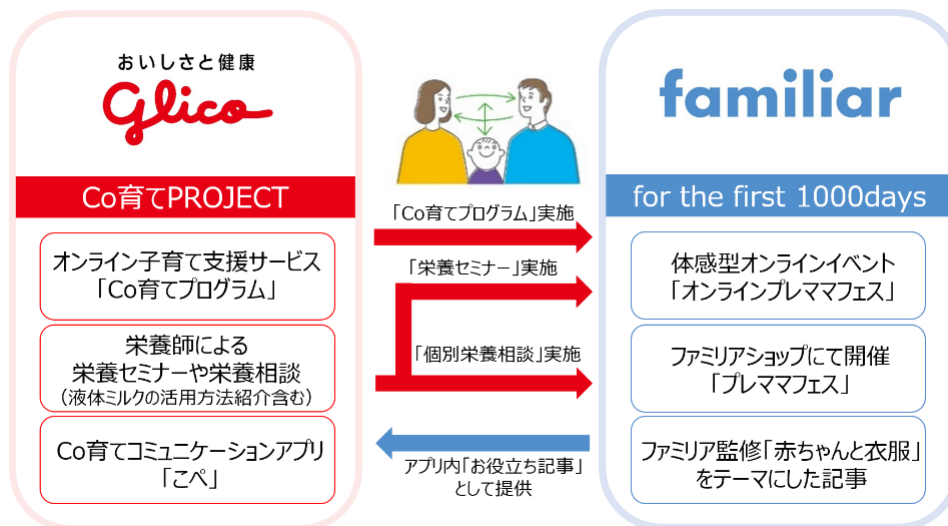 おいしさと健康
Glico
Co育てPROJECT
オンライン子育て支援サービス
「Co育てプログラム」
栄養師による
栄養セミナーや栄養相談
（液体ミルクの活用方法紹介含む）
Co育てコミュニケーションアプリ
「こぺ」
「Co育てプログラム」実施
「栄養セミナー」実施
「個別栄養相談」実施
アプリ内「お役立ち記事」
として提供
familiar
for the first 1000days
体感型オンラインイベント
「オンラインプレママフェス」
ファミリアショップにて開催
「プレママフェス」
ファミリア監修「赤ちゃんと衣服」
をテーマにした記事